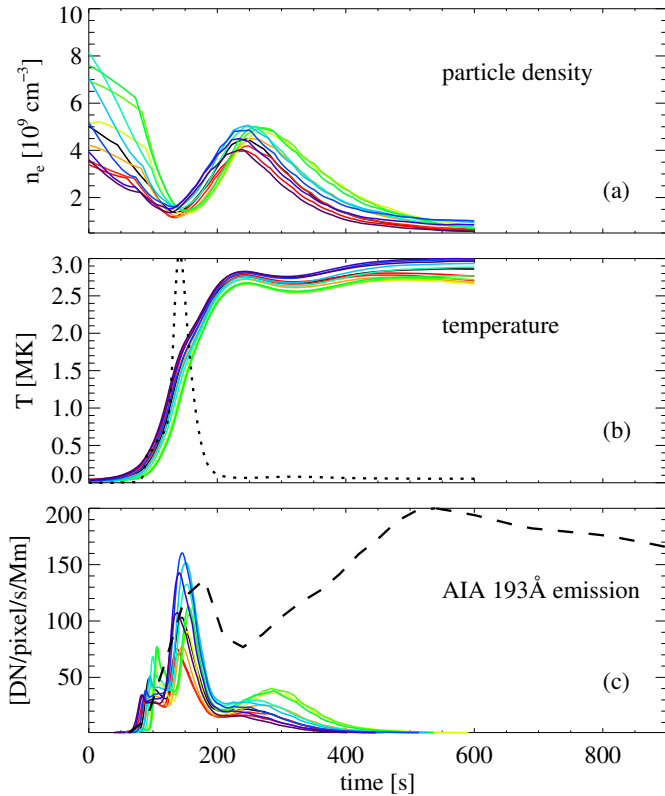 10
8
6
4
2
n_e [10^9 cm^-3]
particle density
(a)
3.0
2.5
2.0
1.5
1.0
0.5
0.0
T [MK]
temperature
(b)
200
150
100
50
[DN/pixel/s/Mm]
AIA 193Å emission
(c)
0 200 400 600 800
time [s]